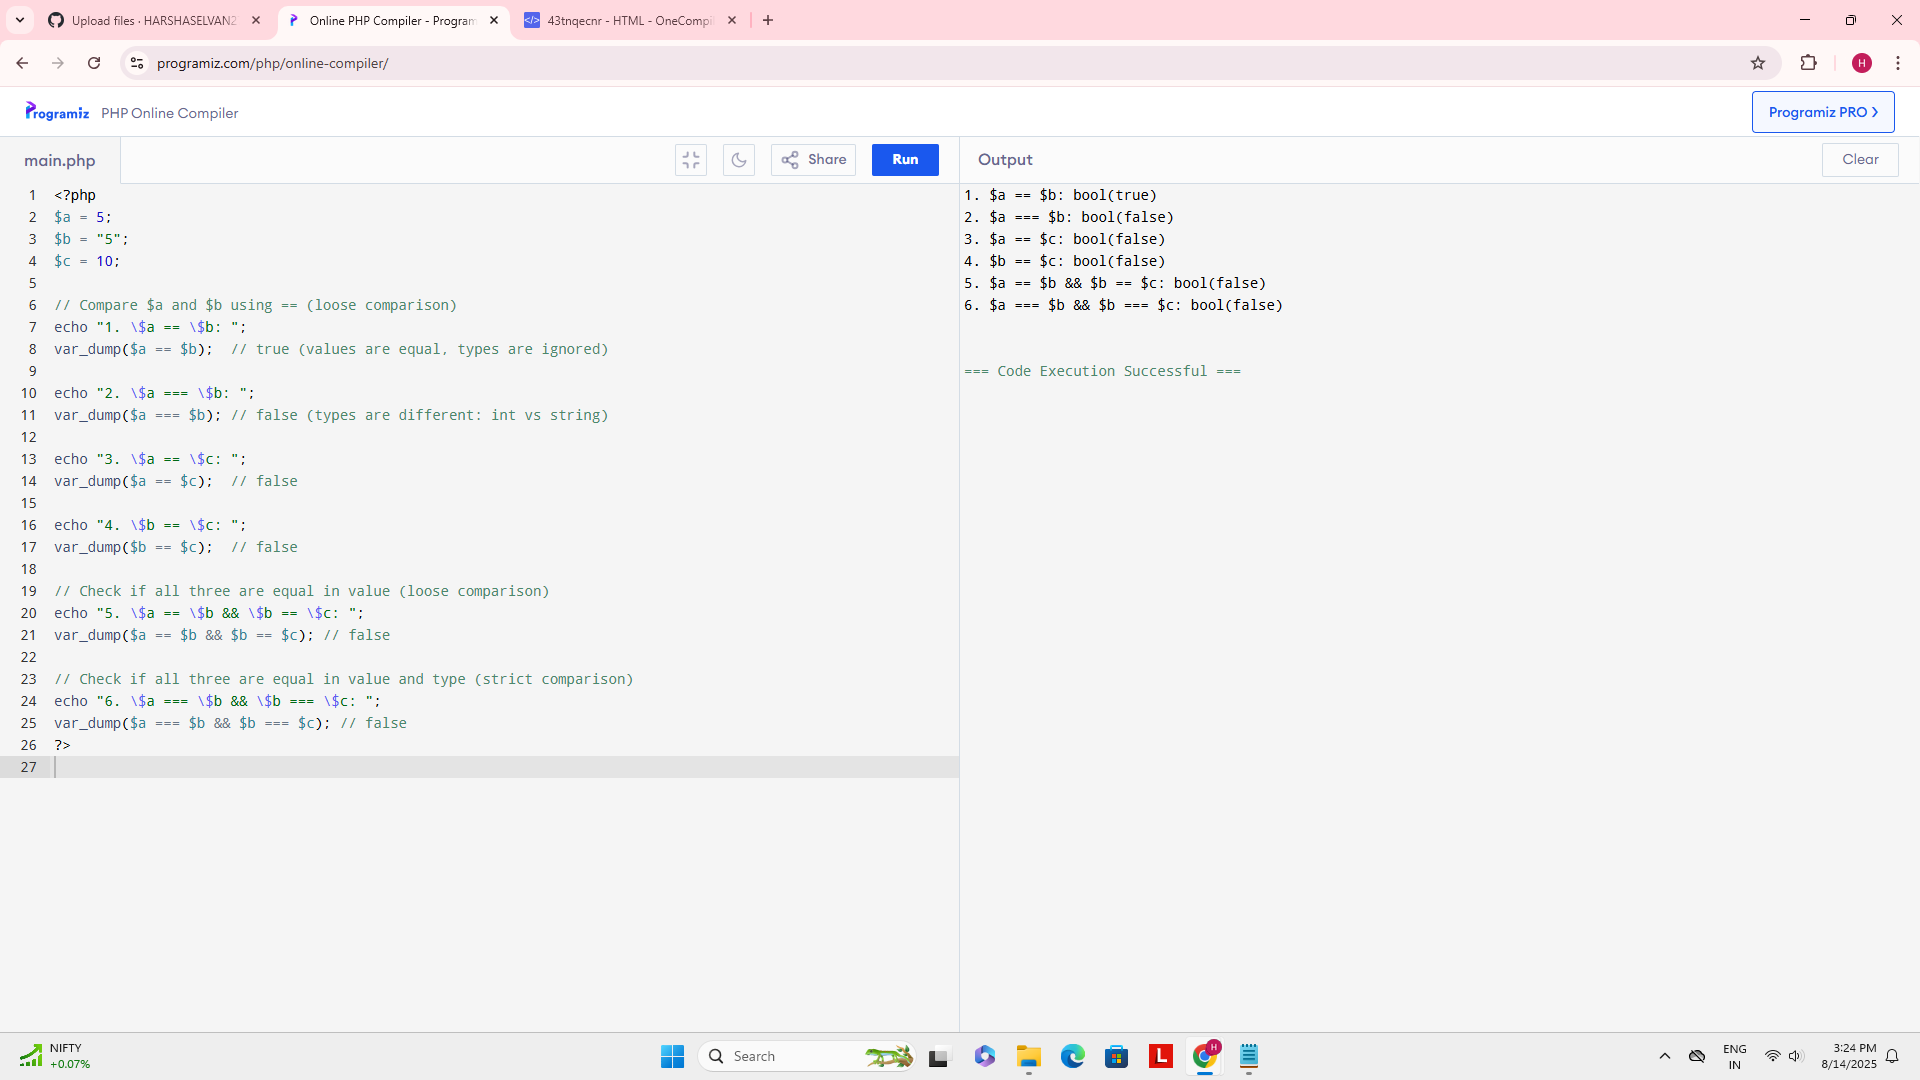 Upload files · HARSHASELVAN2
Online PHP Compiler - Program
43tnqecnr - HTML - OneCompil
programiz.com/php/online-compiler/
H
Programiz
PHP Online Compiler
Programiz PRO ›
main.php
Share
Run
Output
Clear
1 <?php
2 $a = 5;
3 $b = "5";
4 $c = 10;
5
6 // Compare $a and $b using == (loose comparison)
7 echo "1. \$a == \$b: ";
8 var_dump($a == $b);  // true (values are equal, types are ignored)
9
10 echo "2. \$a === \$b: ";
11 var_dump($a === $b); // false (types are different: int vs string)
12
13 echo "3. \$a == \$c: ";
14 var_dump($a == $c);  // false
15
16 echo "4. \$b == \$c: ";
17 var_dump($b == $c);  // false
18
19 // Check if all three are equal in value (loose comparison)
20 echo "5. \$a == \$b && \$b == \$c: ";
21 var_dump($a == $b && $b == $c); // false
22
23 // Check if all three are equal in value and type (strict comparison)
24 echo "6. \$a === \$b && \$b === \$c: ";
25 var_dump($a === $b && $b === $c); // false
26 ?>
27
1. $a == $b: bool(true)
2. $a === $b: bool(false)
3. $a == $c: bool(false)
4. $b == $c: bool(false)
5. $a == $b && $b == $c: bool(false)
6. $a === $b && $b === $c: bool(false)
=== Code Execution Successful ===
NIFTY
+0.07%
Search
L
H
ENG
IN
3:24 PM
8/14/2025